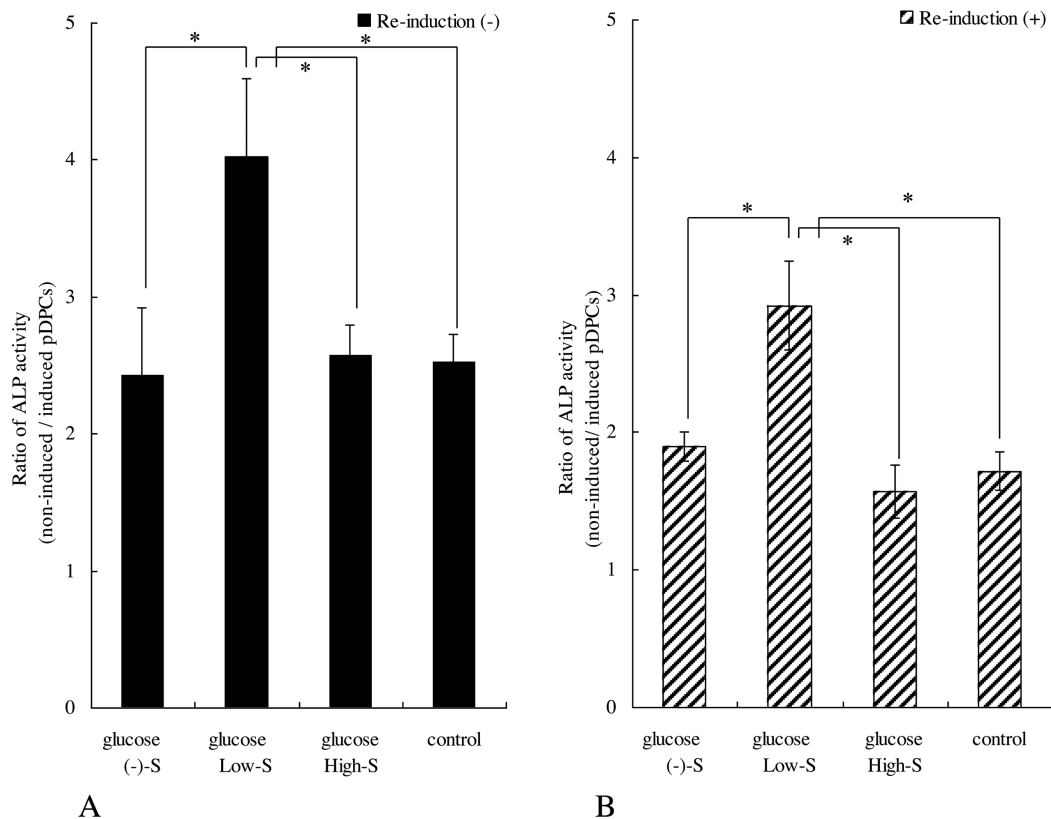 Re-induction (-)
5
4
3
2
1
0
Ratio of ALP activity
(non-induced/ induced pDPCs)
*
*
*
glucose
(-)-S
glucose
Low-S
glucose
High-S
control
A
Re-induction (+)
5
4
3
2
1
0
Ratio of ALP activity
(non-induced/ induced pDPCs)
*
*
*
glucose
(-)-S
glucose
Low-S
glucose
High-S
control
B